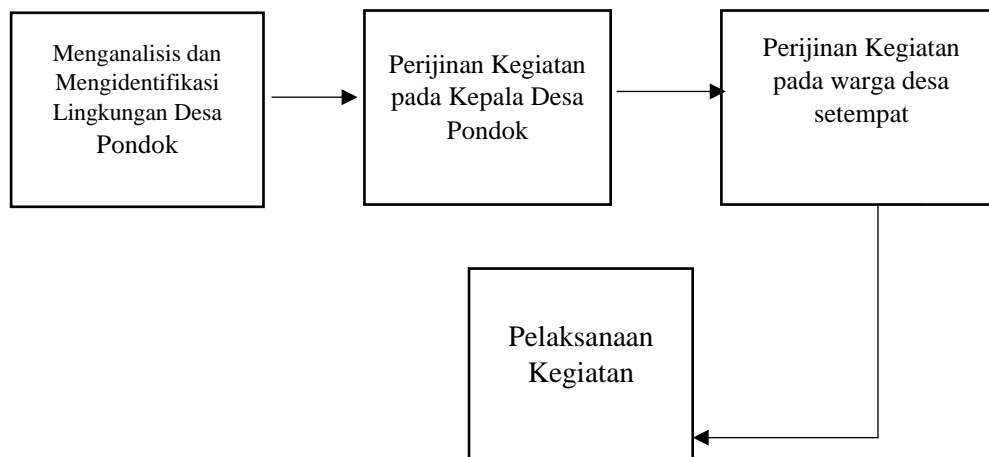 Menganalisis dan
Mengidentifikasi
Lingkungan Desa
Pondok
Perijinan Kegiatan
pada Kepala Desa
Pondok
Perijinan Kegiatan
pada warga desa
setempat
Pelaksanaan
Kegiatan